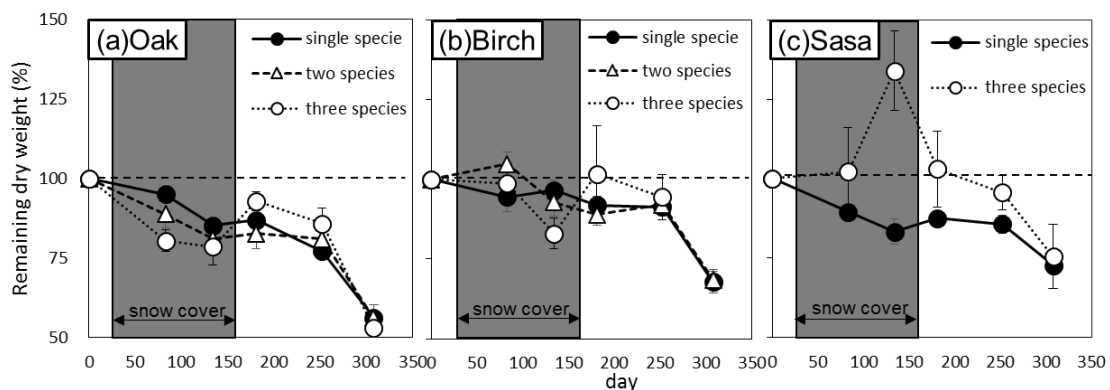 Remaining dry weight (%)
150
125
100
75
50
(a)Oak
single specie
two species
three species
snow cover
0 50 100 150 200 250 300 350
(b)Birch
single specie
two species
three species
snow cover
0 50 100 150 200 250 300 350
(c)Sasa
single species
three species
snow cover
0 50 100 150 200 250 300 350
day